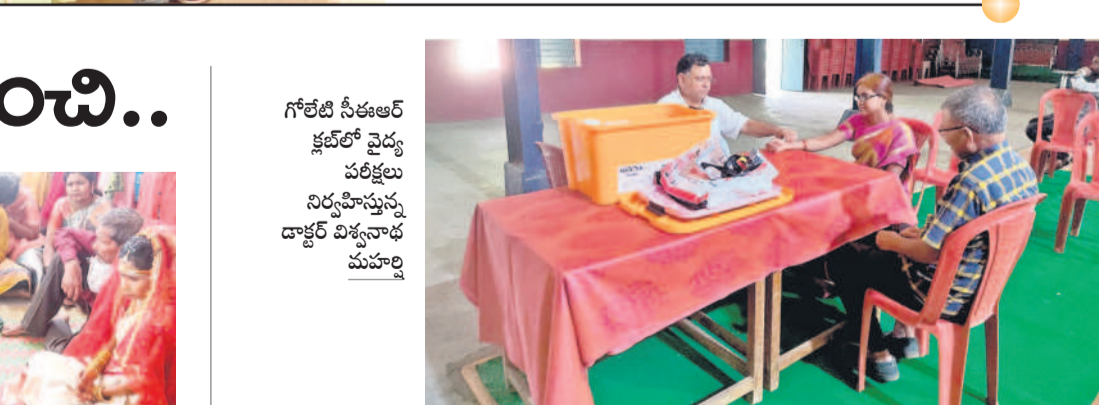 ంచి..
గోలేటి సీఈఆర్
క్లబ్‌లో వైద్య
పరీక్షలు
నిర్వహిస్తున్న
డాక్టర్ విశ్వనాథ
మహర్షి